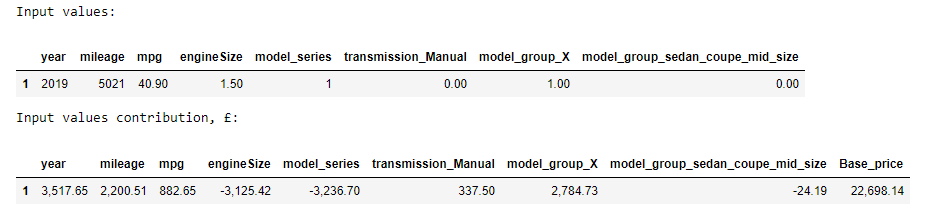 Input values:
year mileage mpg engineSize model_series transmission_Manual model_group_X model_group_sedan_coupe_mid_size
1 2019 5021 40.90 1.50 1 0.00 1.00 0.00
Input values contribution, £:
year mileage mpg engineSize model_series transmission_Manual model_group_X model_group_sedan_coupe_mid_size Base_price
1 3,517.65 2,200.51 882.65 -3,125.42 -3,236.70 337.50 2,784.73 -24.19 22,698.14